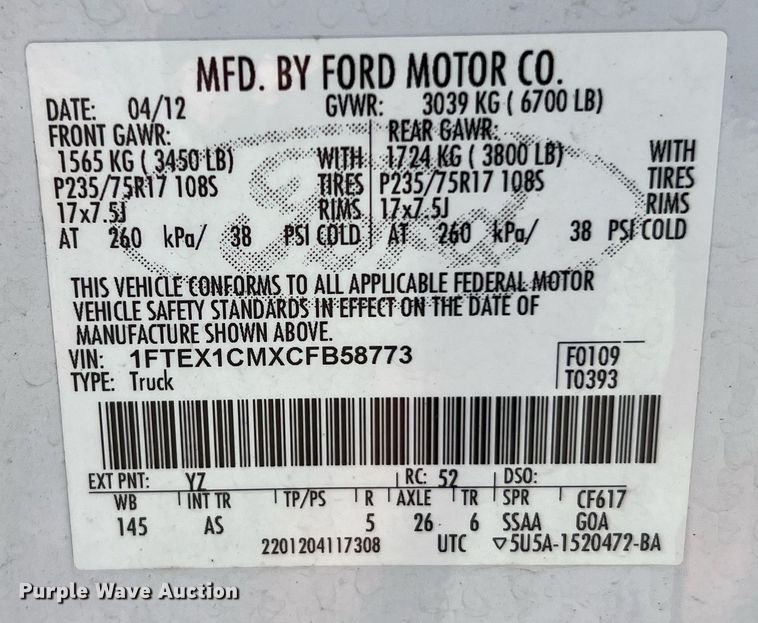 MFD. BY FORD MOTOR CO.
DATE: 04/12 GVWR: 3039 KG ( 6700 LB)
FRONT GAWR: REAR GAWR:
1565 KG ( 3450 LB) WITH 1724 KG ( 3800 LB) WITH
P235/75R17 108S TIRES P235/75R17 108S TIRES
17x7.5J RIMS 17x7.5J RIMS
AT 260 kPa/ 38 PSI COLD AT 260 kPa/ 38 PSI COLD
Ford
THIS VEHICLE CONFORMS TO ALL APPLICABLE FEDERAL MOTOR
VEHICLE SAFETY STANDARDS IN EFFECT ON THE DATE OF
MANUFACTURE SHOWN ABOVE.
VIN: 1FTEX1CMXCFB58773 F0109
TYPE: Truck T0393
EXT PNT: YZ RC: 52 DSO:
WB INT TR TP/PS R AXLE TR SPR CF617
145 AS 5 26 6 SSAA GOA
2201204117308 UTC ▽5U5A-1520472-BA
Purple Wave Auction